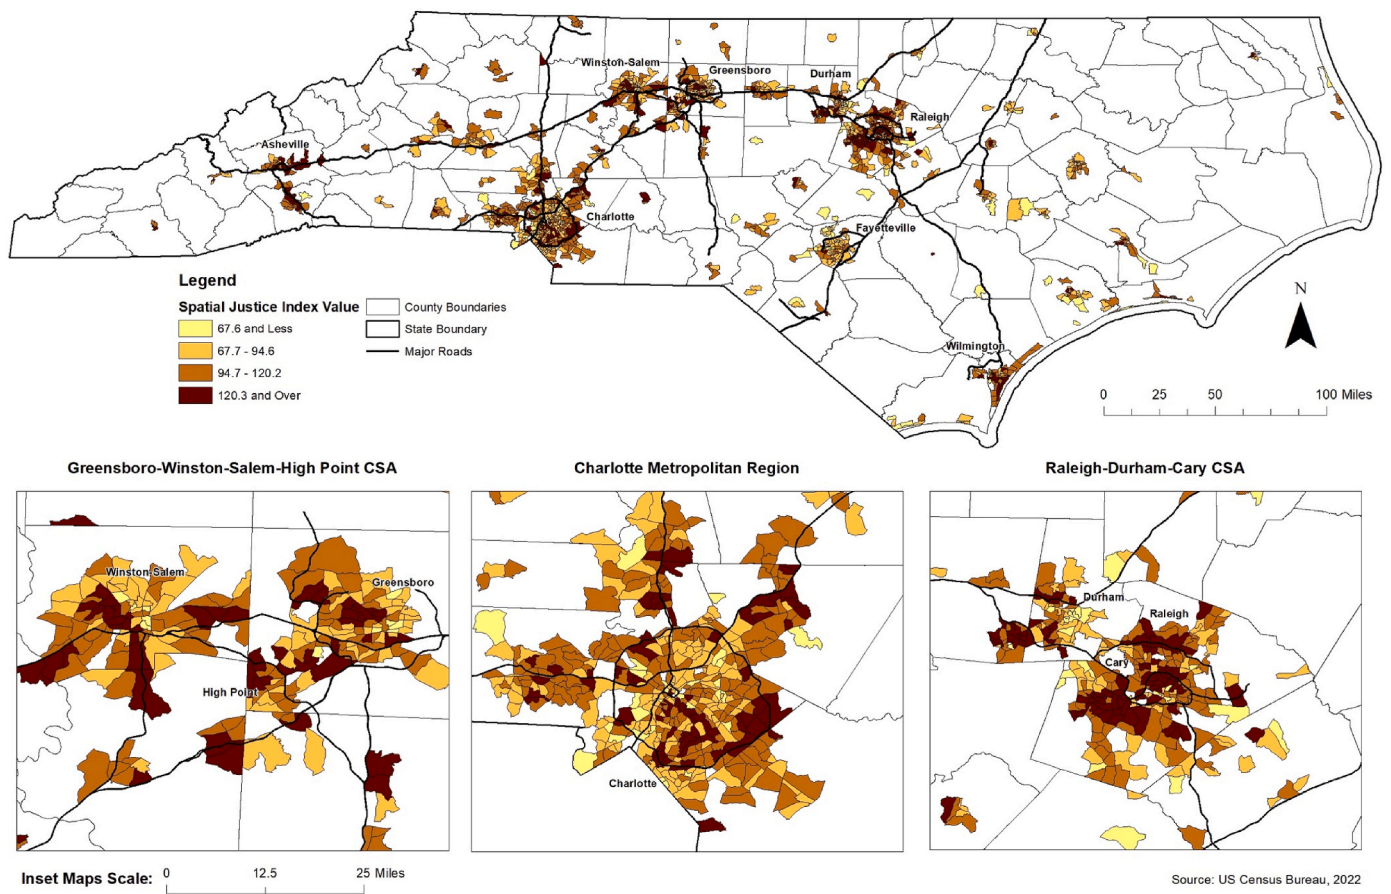 Winston-Salem
Greensboro
Durham
Raleigh
Asheville
Charlotte
Fayetteville
Wilmington
Legend
Spatial Justice Index Value
67.6 and Less
67.7 - 94.6
94.7 - 120.2
120.3 and Over
County Boundaries
State Boundary
Major Roads
N
0 25 50 100 Miles
Greensboro-Winston-Salem-High Point CSA
Winston-Salem
Greensboro
High Point
Charlotte Metropolitan Region
Charlotte
Raleigh-Durham-Cary CSA
Durham
Raleigh
Cary
Inset Maps Scale: 0 12.5 25 Miles
Source: US Census Bureau, 2022